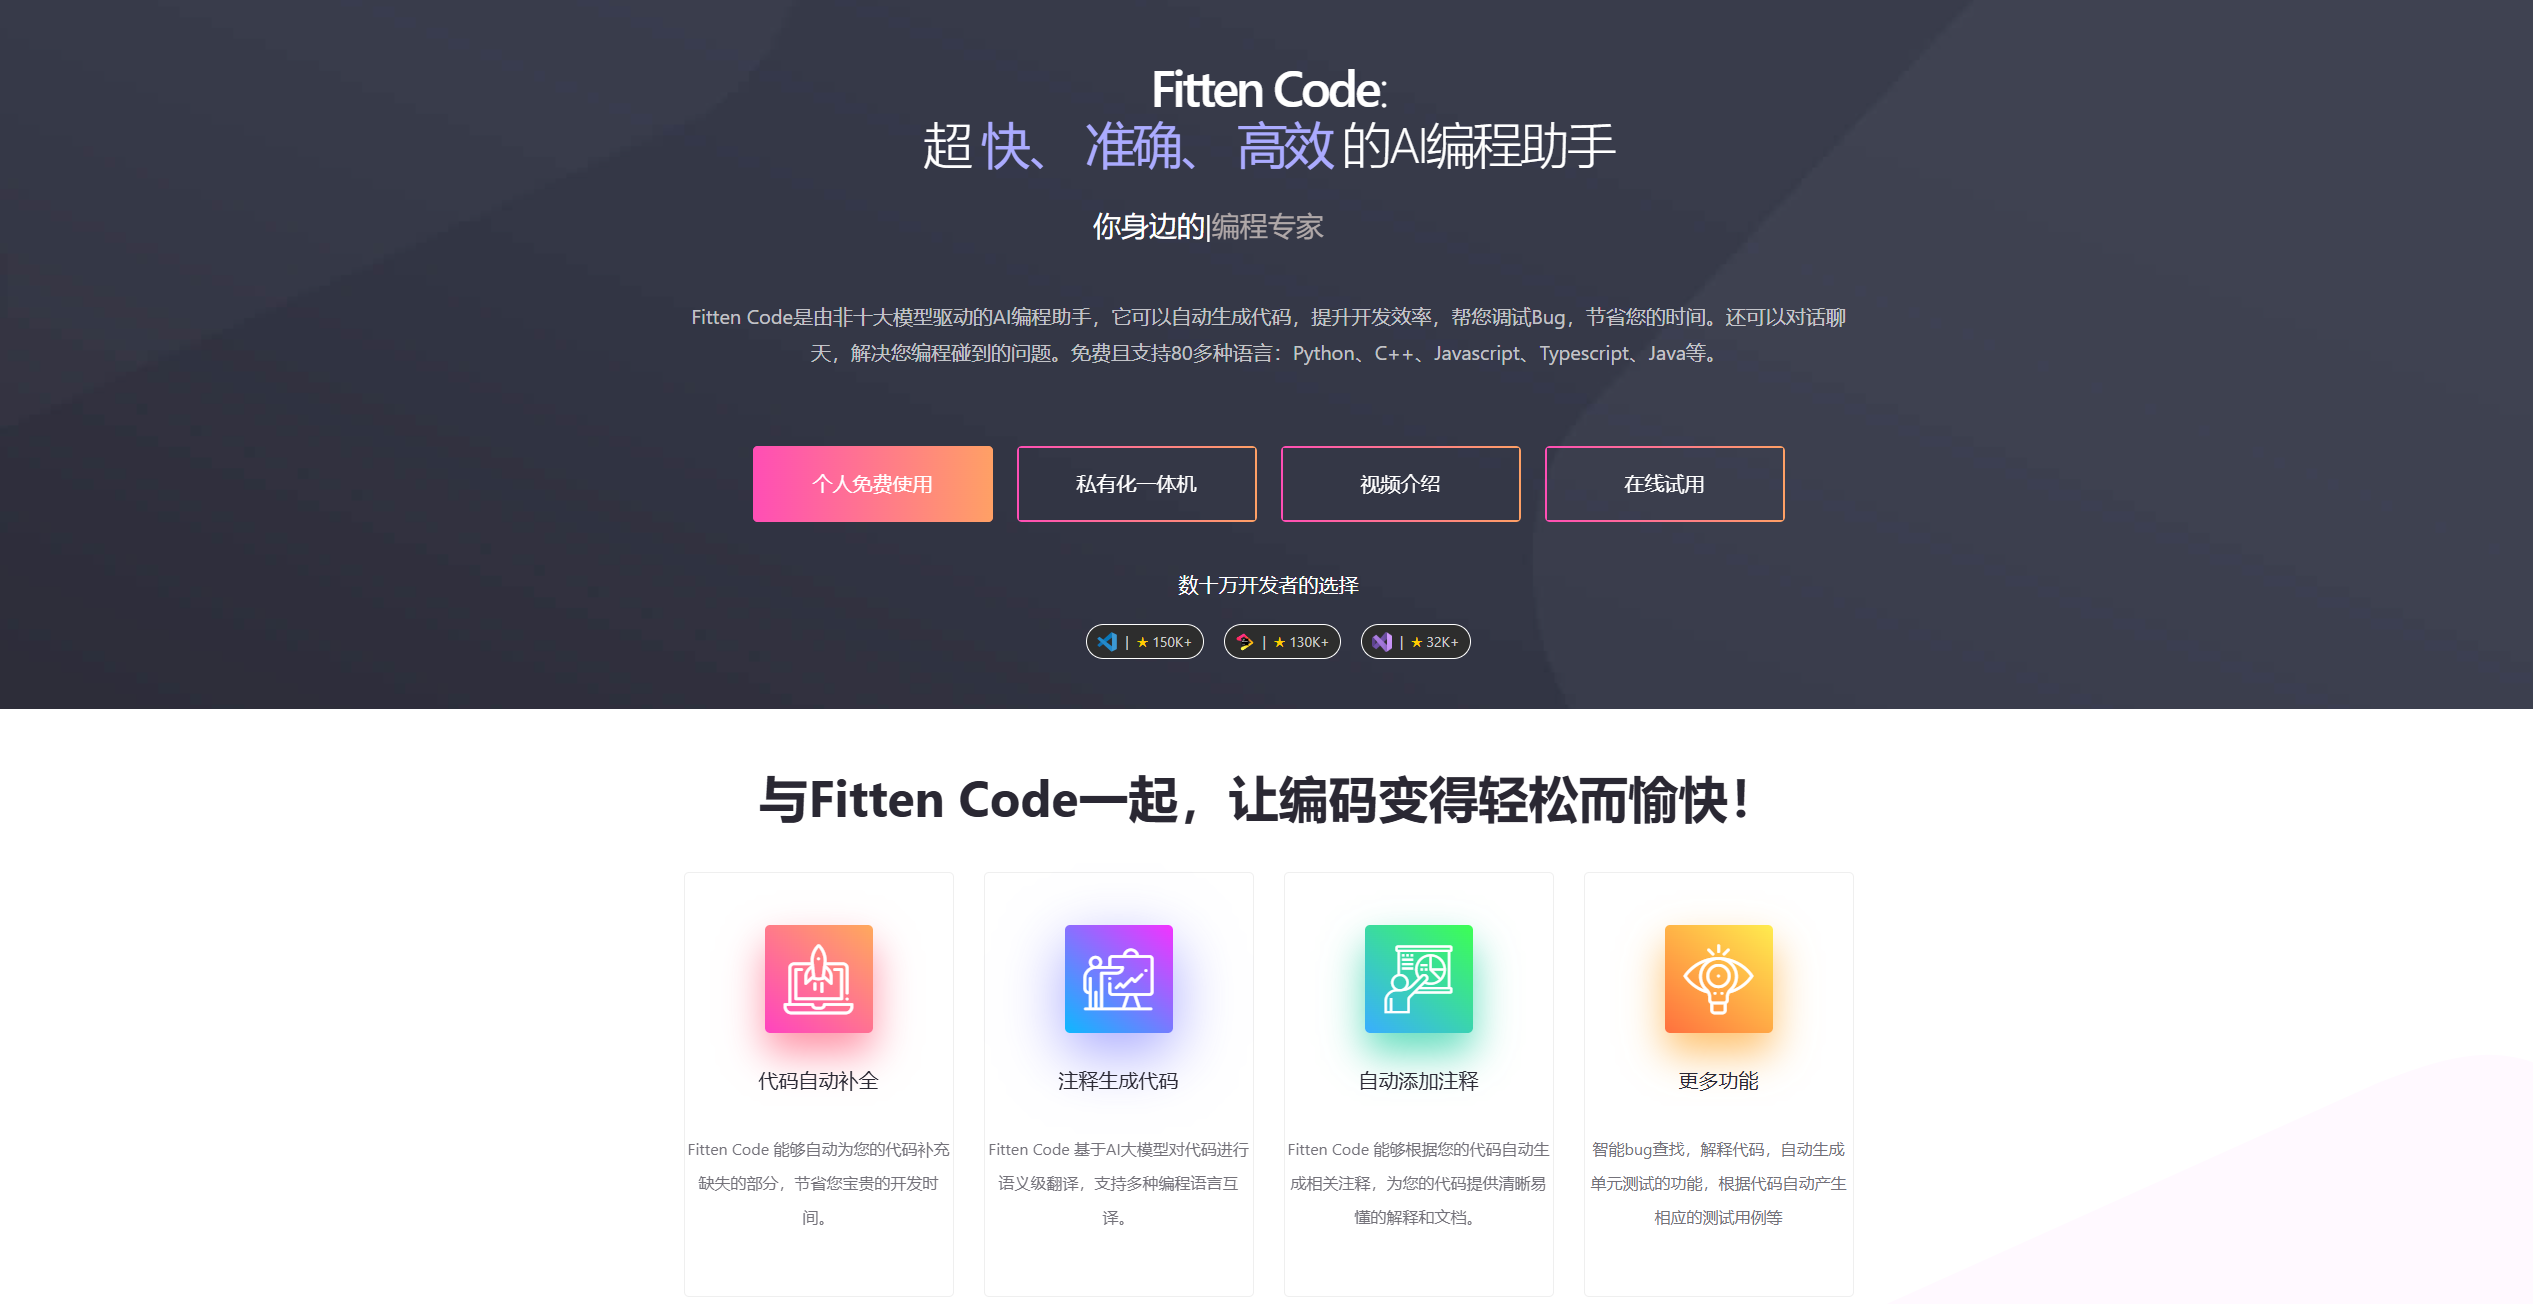 Fitten Code:
超 快、 准确、 高效 的AI编程助手
你身边的|编程专家
Fitten Code是由非十大模型驱动的AI编程助手，它可以自动生成代码，提升开发效率，帮您调试Bug，节省您的时间。还可以对话聊
天，解决您编程碰到的问题。免费且支持80多种语言：Python、C++、Javascript、Typescript、Java等。
个人免费使用
私有化一体机
视频介绍
在线试用
数十万开发者的选择
| ★ 150K+
| ★ 130K+
| ★ 32K+
与Fitten Code一起，让编码变得轻松而愉快！
代码自动补全
Fitten Code 能够自动为您的代码补充
缺失的部分，节省您宝贵的开发时
间。
注释生成代码
Fitten Code 基于AI大模型对代码进行
语义级翻译，支持多种编程语言互
译。
自动添加注释
Fitten Code 能够根据您的代码自动生
成相关注释，为您的代码提供清晰易
懂的解释和文档。
更多功能
智能bug查找，解释代码，自动生成
单元测试的功能，根据代码自动产生
相应的测试用例等